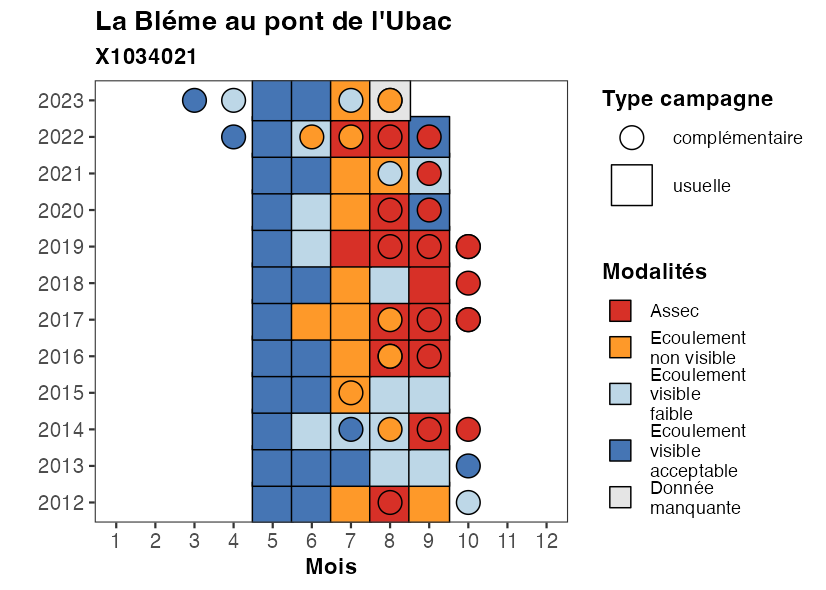 La Bléme au pont de l'Ubac
X1034021
2023
2022
2021
2020
2019
2018
2017
2016
2015
2014
2013
2012
1 2 3 4 5 6 7 8 9 10 11 12
Mois
Type campagne
complémentaire
usuelle
Modalités
Assec
Ecoulement
non visible
Ecoulement
visible
faible
Ecoulement
visible
acceptable
Donnée
manquante